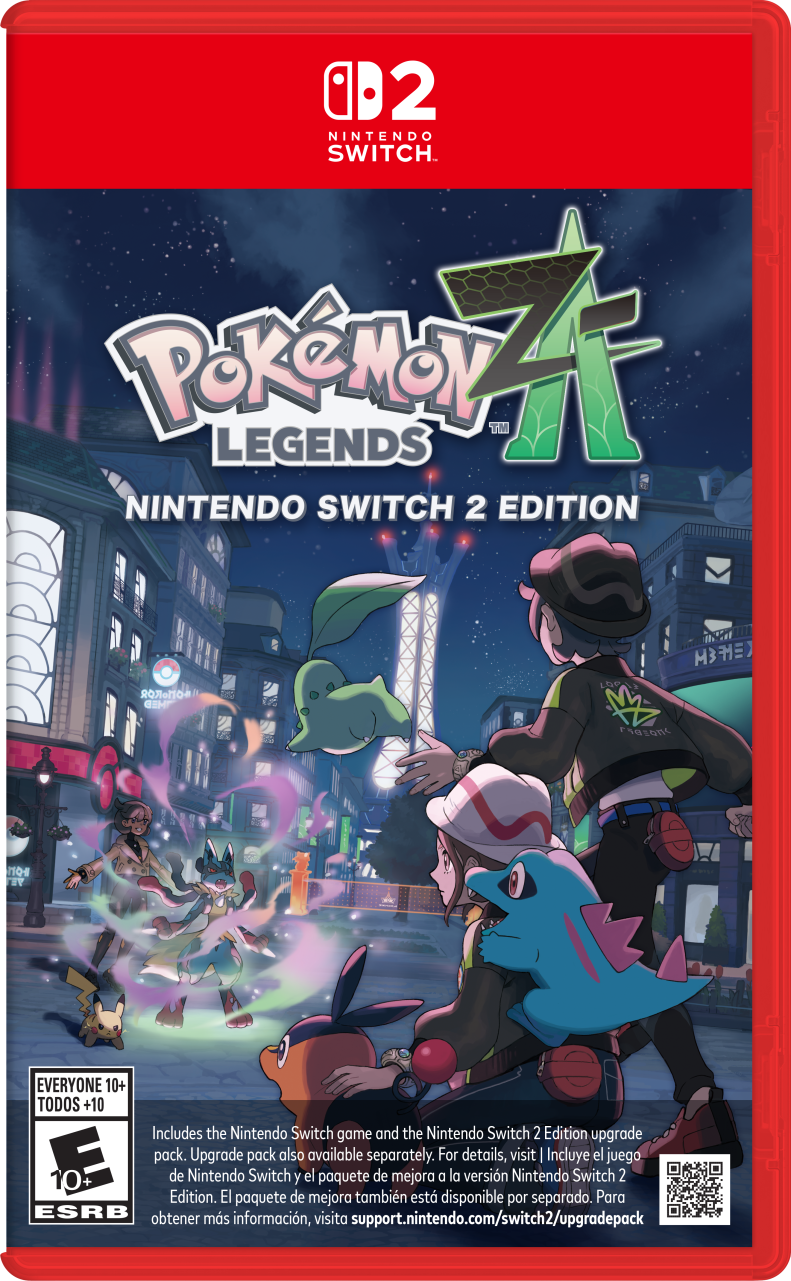 2
NINTENDO
SWITCH™
POKÉMON ZA
LEGENDS™
NINTENDO SWITCH 2 EDITION
EVERYONE 10+
TODOS +10
E
10+
ESRB
Includes the Nintendo Switch game and the Nintendo Switch 2 Edition upgrade
pack. Upgrade pack also available separately. For details, visit | Incluye el juego
de Nintendo Switch y el paquete de mejora a la versión Nintendo Switch 2
Edition. El paquete de mejora también está disponible por separado. Para
obtener más información, visita support.nintendo.com/switch2/upgradepack